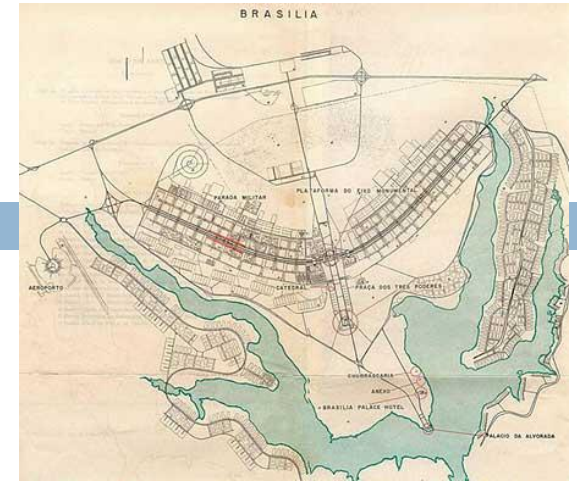 BRASILIA
PARADA MILITAR
PLATAFORMA DO EIXO MONUMENTAL
AEROPORTO
CATEDRAL
PRAÇA DOS TRES PODERES
CHURRASCARIA
ANEXO
BRASILIA PALACE HOTEL
PALACIO DA ALVORADA